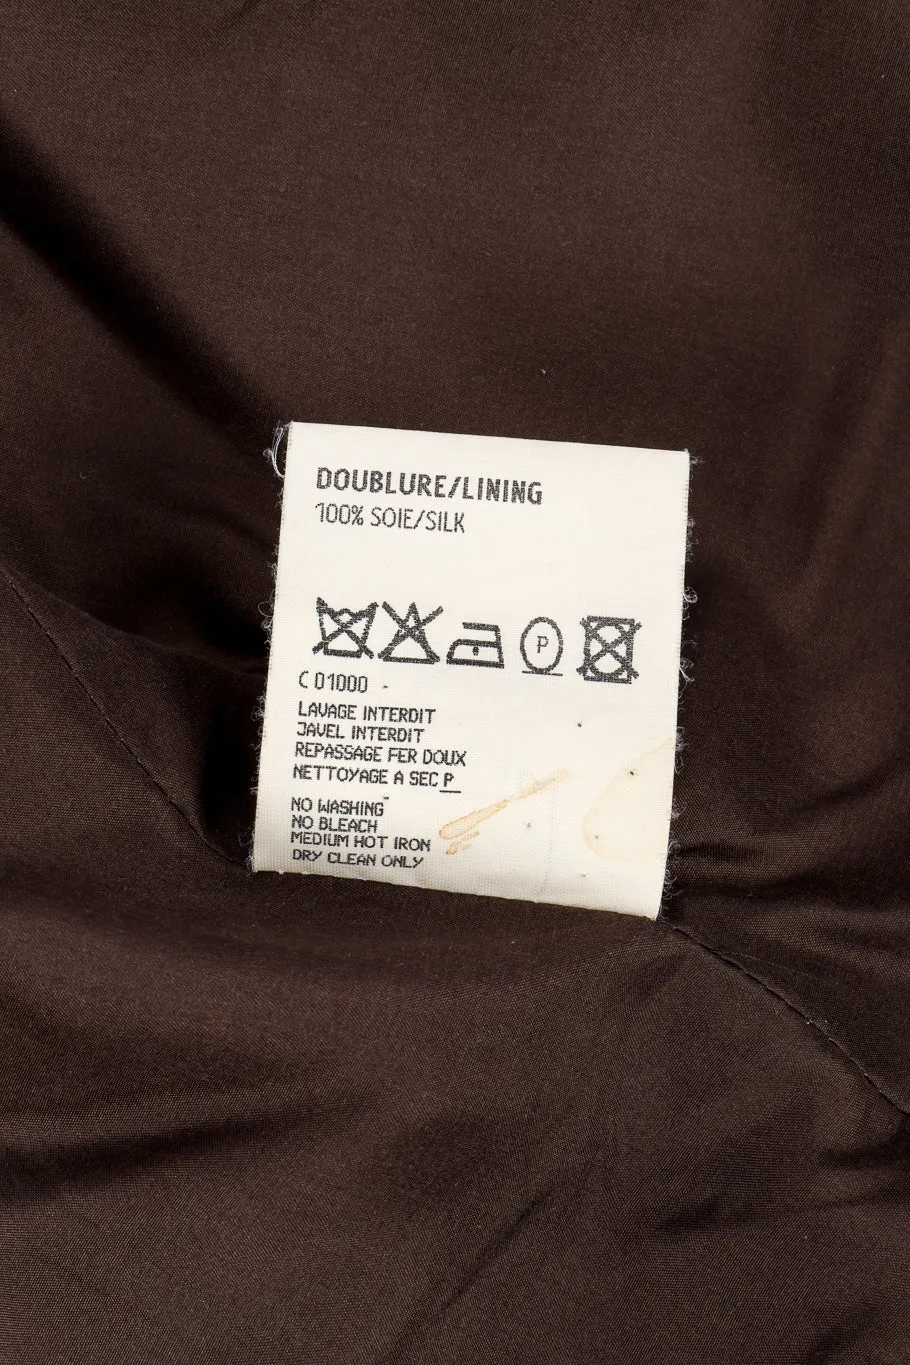 DOUBLURE/LINING
100% SOIE/SILK
P
C 01000
LAVAGE INTERDIT
JAVEL INTERDIT
REPASSAGE FER DOUX
NETTOYAGE A SEC P
NO WASHING
NO BLEACH
MEDIUM HOT IRON
DRY CLEAN ONLY